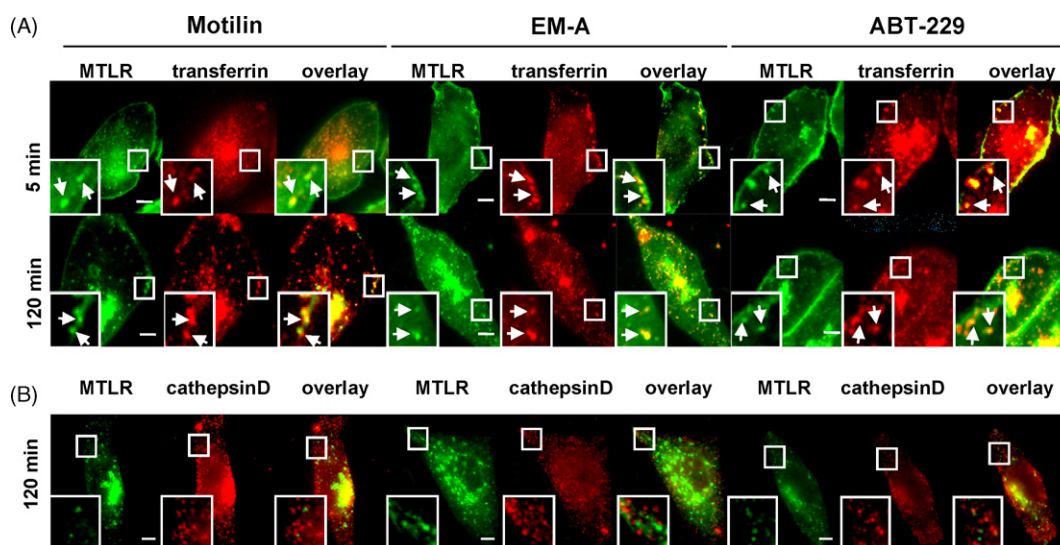 (A)
Motilin EM-A ABT-229
MTLR transferrin overlay MTLR transferrin overlay MTLR transferrin overlay
5 min
120 min
(B)
MTLR cathepsinD overlay MTLR cathepsinD overlay MTLR cathepsinD overlay
120 min